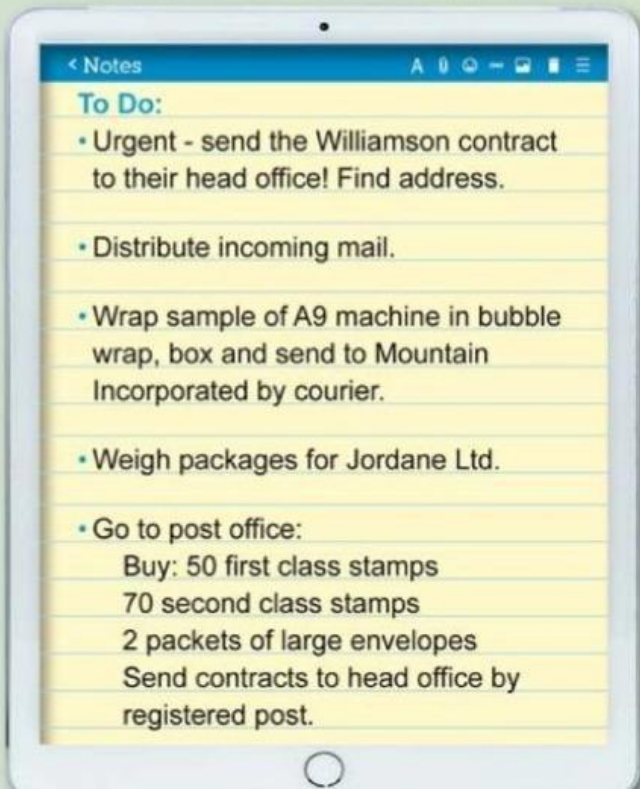 < Notes
To Do:
• Urgent - send the Williamson contract
to their head office! Find address.
• Distribute incoming mail.
• Wrap sample of A9 machine in bubble
wrap, box and send to Mountain
Incorporated by courier.
• Weigh packages for Jordane Ltd.
• Go to post office:
Buy: 50 first class stamps
70 second class stamps
2 packets of large envelopes
Send contracts to head office by
registered post.